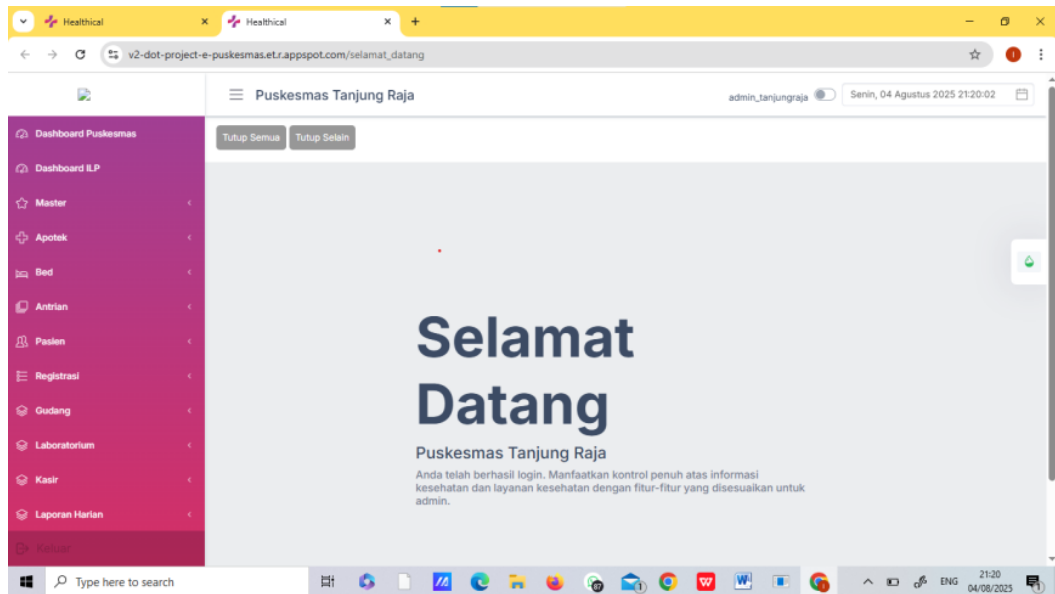 Healthical
Healthical
v2-dot-project-e-puskesmas.et.r.appspot.com/selamat_datang
Puskesmas Tanjung Raja
admin_tanjungraja
Senin, 04 Agustus 2025 21:20:02
Dashboard Puskesmas
Tutup Semua
Tutup Selain
Dashboard ILP
Master
Apotek
Bed
Antrian
Pasien
Registrasi
Gudang
Laboratorium
Kasir
Laporan Harian
Keluar
Selamat
Datang
Puskesmas Tanjung Raja
Anda telah berhasil login. Manfaatkan kontrol penuh atas informasi
kesehatan dan layanan kesehatan dengan fitur-fitur yang disesuaikan untuk
admin.
Type here to search
ENG
21:20
04/08/2025